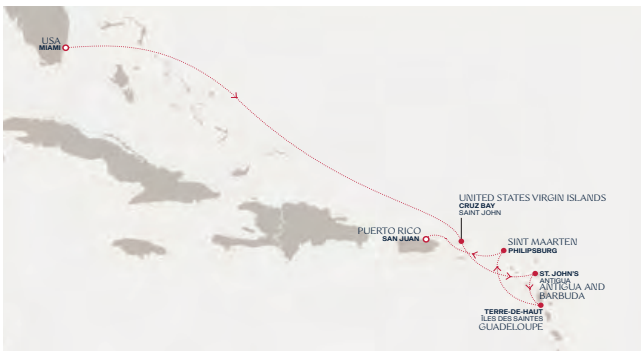 USA
MIAMI
UNITED STATES VIRGIN ISLANDS
CRUZ BAY
SAINT JOHN
PUERTO RICO
SAN JUAN
SINT MAARTEN
PHILIPSBURG
ST. JOHN'S
ANTIGUA
ANTIGUA AND
BARBUDA
TERRE-DE-HAUT
ÎLES DES SAINTES
GUADELOUPE